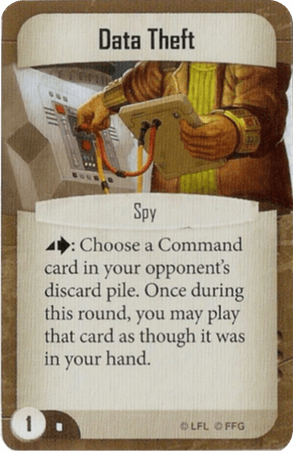 Data Theft
Spy
: Choose a Command
card in your opponent's
discard pile. Once during
this round, you may play
that card as though it was
in your hand.
1
© LFL © FFG